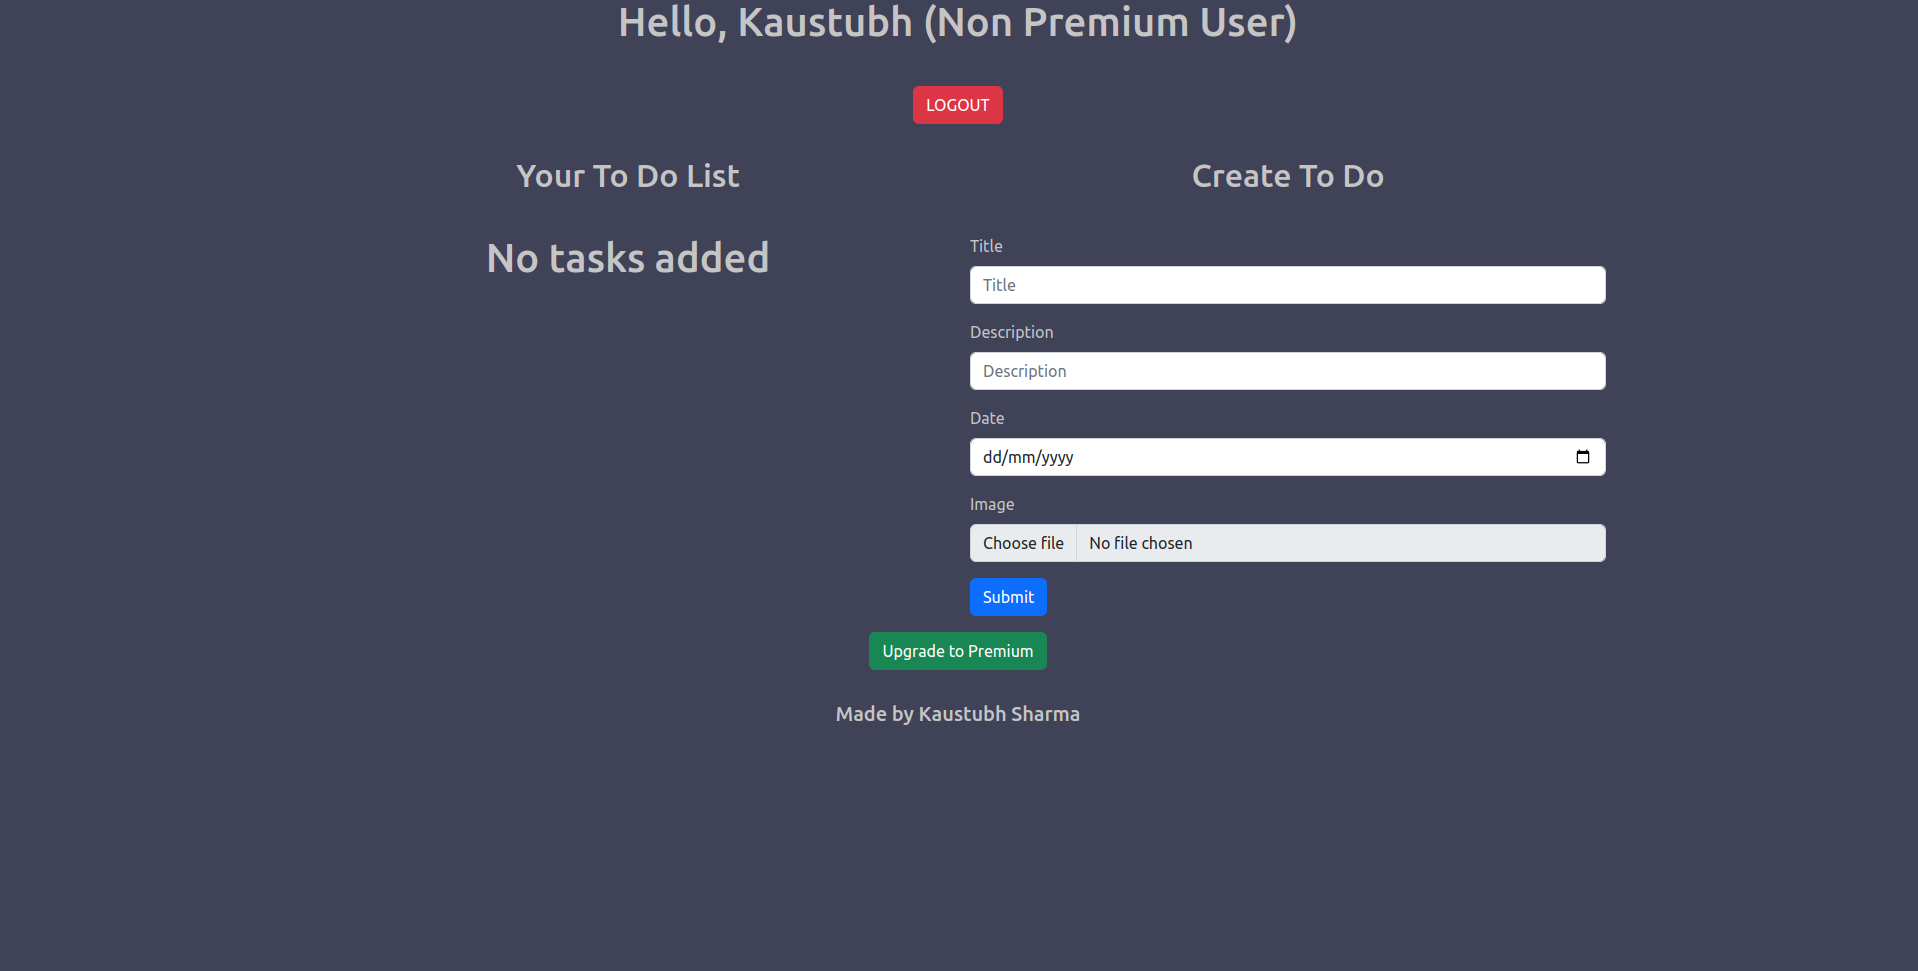 Hello, Kaustubh (Non Premium User)
LOGOUT
Your To Do List
No tasks added
Create To Do
Title
Title
Description
Description
Date
dd/mm/yyyy
Image
Choose file No file chosen
Submit
Upgrade to Premium
Made by Kaustubh Sharma